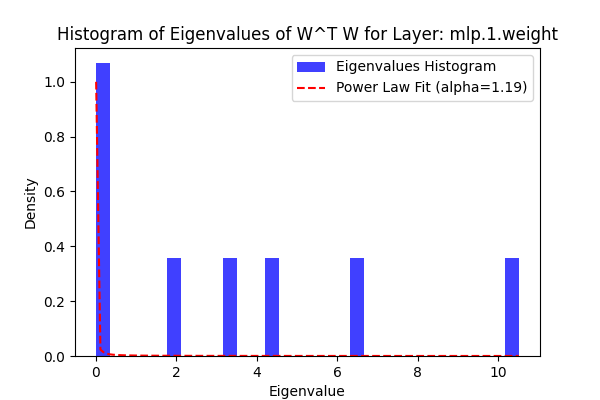 Histogram of Eigenvalues of W^T W for Layer: mlp.1.weight
Eigenvalues Histogram
Power Law Fit (alpha=1.19)
1.0
0.8
0.6
0.4
0.2
0.0
Density
0 2 4 6 8 10
Eigenvalue